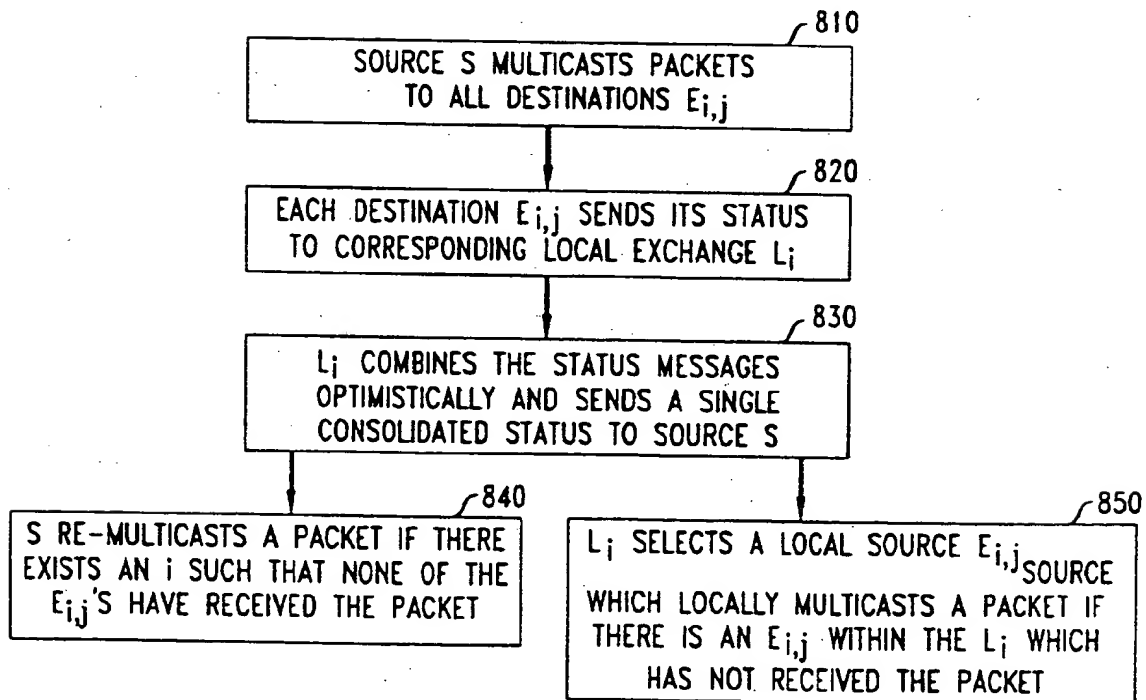 810
SOURCE S MULTICASTS PACKETS
TO ALL DESTINATIONS Ei,j
820
EACH DESTINATION Ei,j SENDS ITS STATUS
TO CORRESPONDING LOCAL EXCHANGE Li
830
Li COMBINES THE STATUS MESSAGES
OPTIMISTICALLY AND SENDS A SINGLE
CONSOLIDATED STATUS TO SOURCE S
840
S RE-MULTICASTS A PACKET IF THERE
EXISTS AN i SUCH THAT NONE OF THE
Ei,j'S HAVE RECEIVED THE PACKET
850
Li SELECTS A LOCAL SOURCE Ei,jSOURCE
WHICH LOCALLY MULTICASTS A PACKET IF
THERE IS AN Ei,j WITHIN THE Li WHICH
HAS NOT RECEIVED THE PACKET